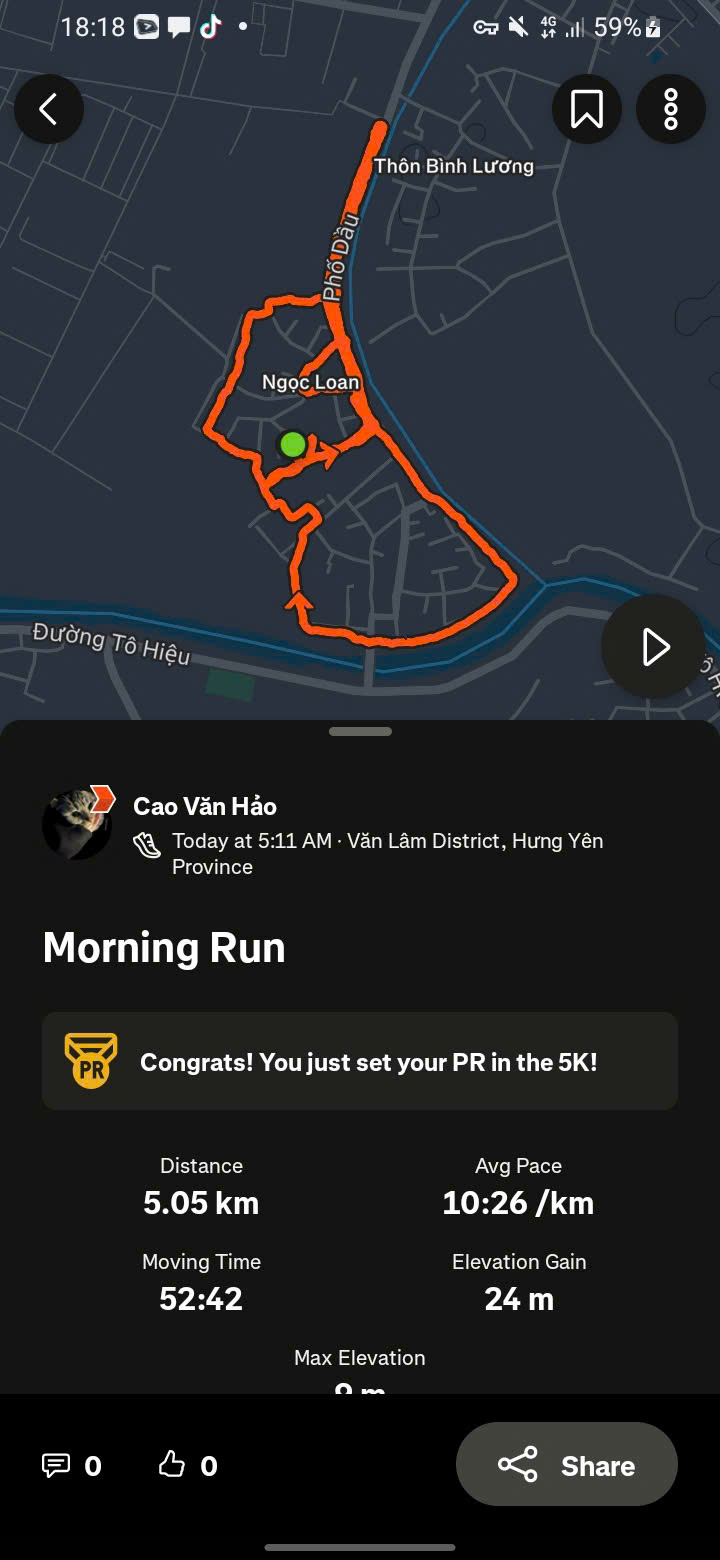 18:18
4G
59%
Thôn Bình Lương
Phố Dầu
Ngọc Loan
Đường Tô Hiệu
Cao Văn Hảo
Today at 5:11 AM · Văn Lâm District, Hưng Yên
Province
Morning Run
PR
Congrats! You just set your PR in the 5K!
Distance
Avg Pace
5.05 km
10:26 /km
Moving Time
Elevation Gain
52:42
24 m
Max Elevation
0
0
Share